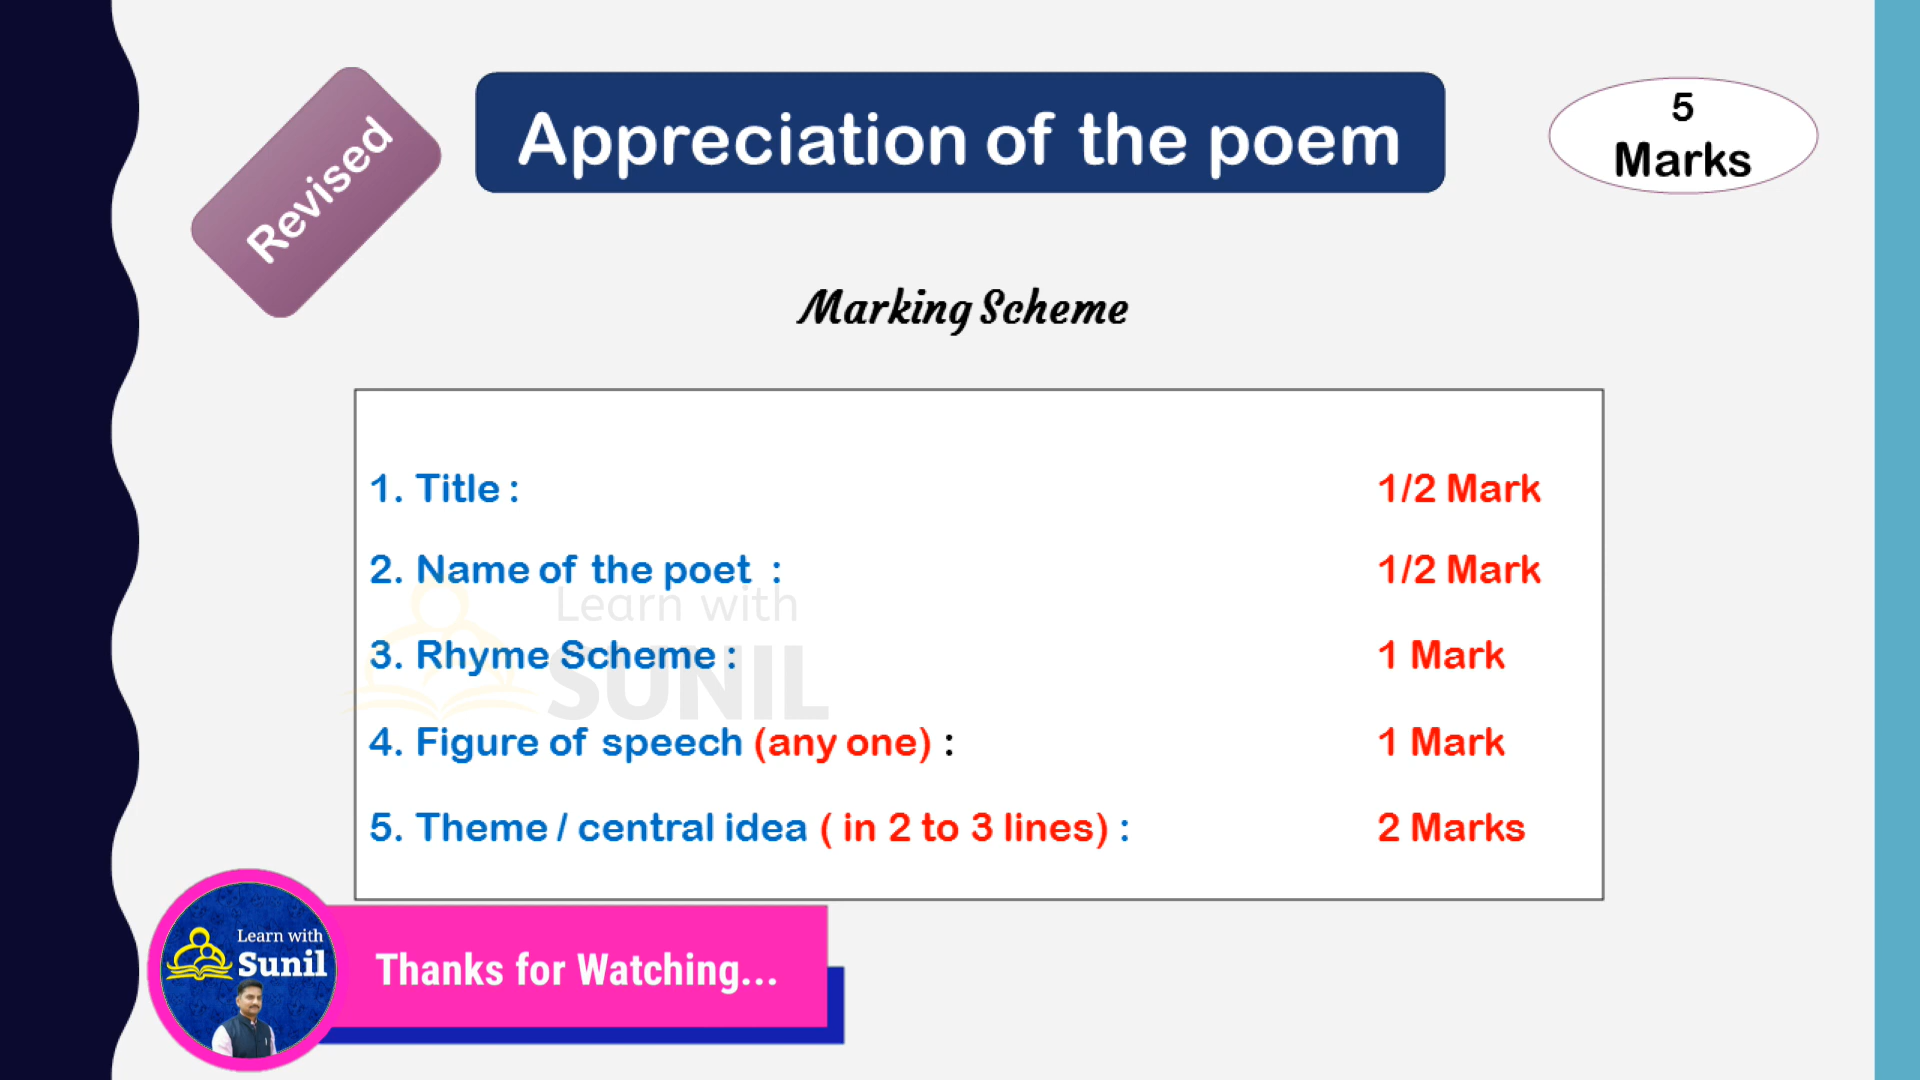 Revised
Appreciation of the poem
5
Marks
Marking Scheme
1. Title : 1/2 Mark
2. Name of the poet : 1/2 Mark
Learn with
3. Rhyme Scheme : 1 Mark
SUNIL
4. Figure of speech (any one) : 1 Mark
5. Theme / central idea ( in 2 to 3 lines) : 2 Marks
Learn with
Sunil
Thanks for Watching...